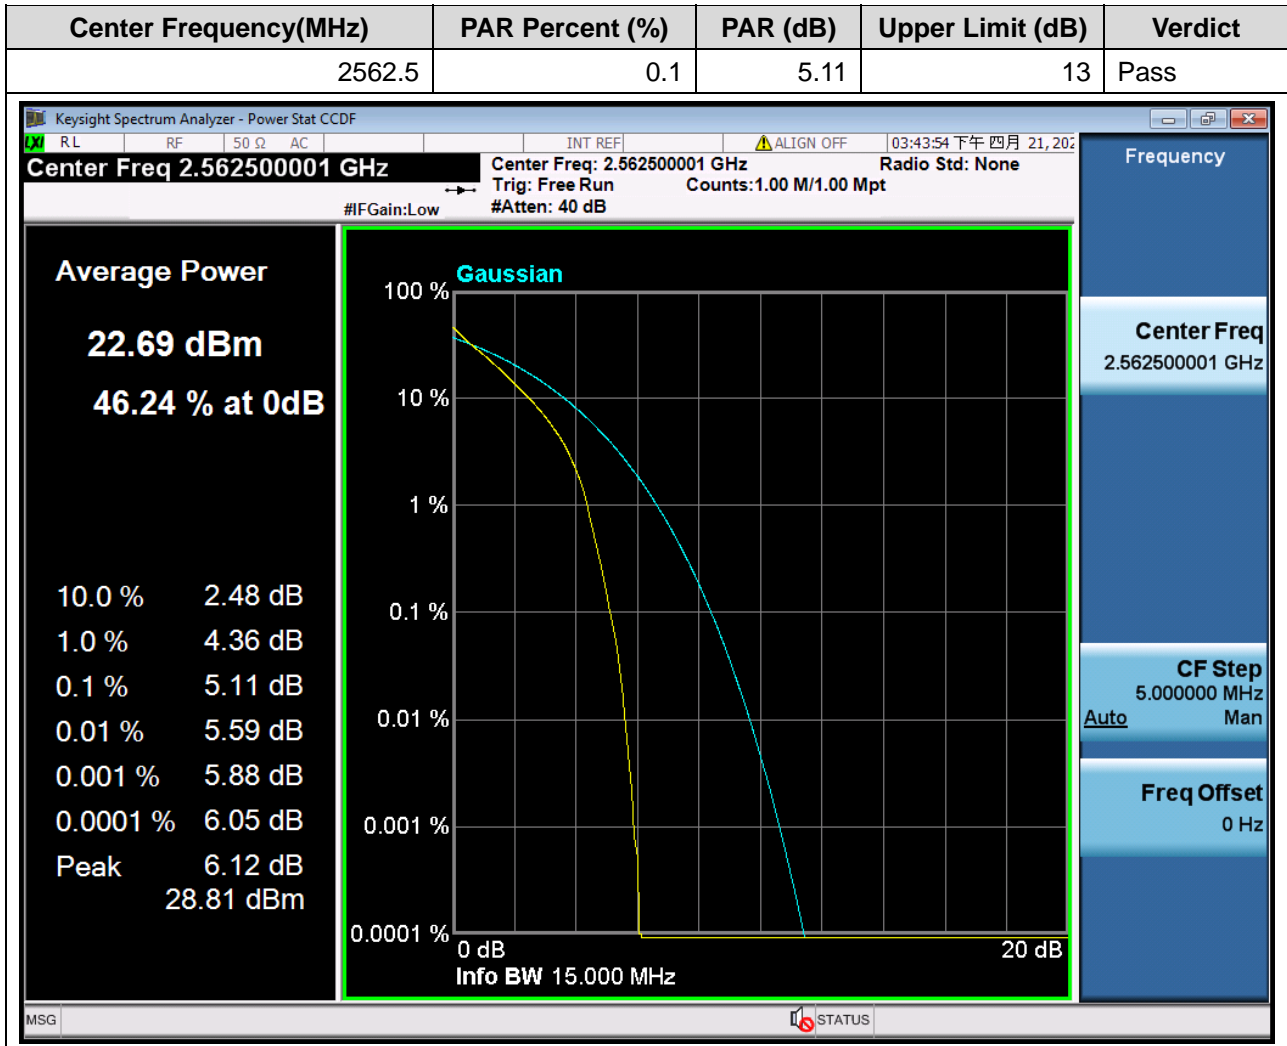 Center Frequency(MHz) PAR Percent (%) PAR (dB) Upper Limit (dB) Verdict
2562.5 0.1 5.11 13 Pass
Keysight Spectrum Analyzer - Power Stat CCDF
LXI RL RF 50 Ω AC INT REF ALIGN OFF 03:43:54 下午 四月 21, 202
Center Freq 2.562500001 GHz
Center Freq: 2.562500001 GHz Radio Std: None
Trig: Free Run Counts:1.00 M/1.00 Mpt
#IFGain:Low #Atten: 40 dB
Average Power
22.69 dBm
46.24 % at 0dB
10.0 % 2.48 dB
1.0 % 4.36 dB
0.1 % 5.11 dB
0.01 % 5.59 dB
0.001 % 5.88 dB
0.0001 % 6.05 dB
Peak 6.12 dB
28.81 dBm
Gaussian
100 %
10 %
1 %
0.1 %
0.01 %
0.001 %
0.0001 %
0 dB 20 dB
Info BW 15.000 MHz
Frequency
Center Freq
2.562500001 GHz
CF Step
5.000000 MHz
Auto Man
Freq Offset
0 Hz
MSG STATUS